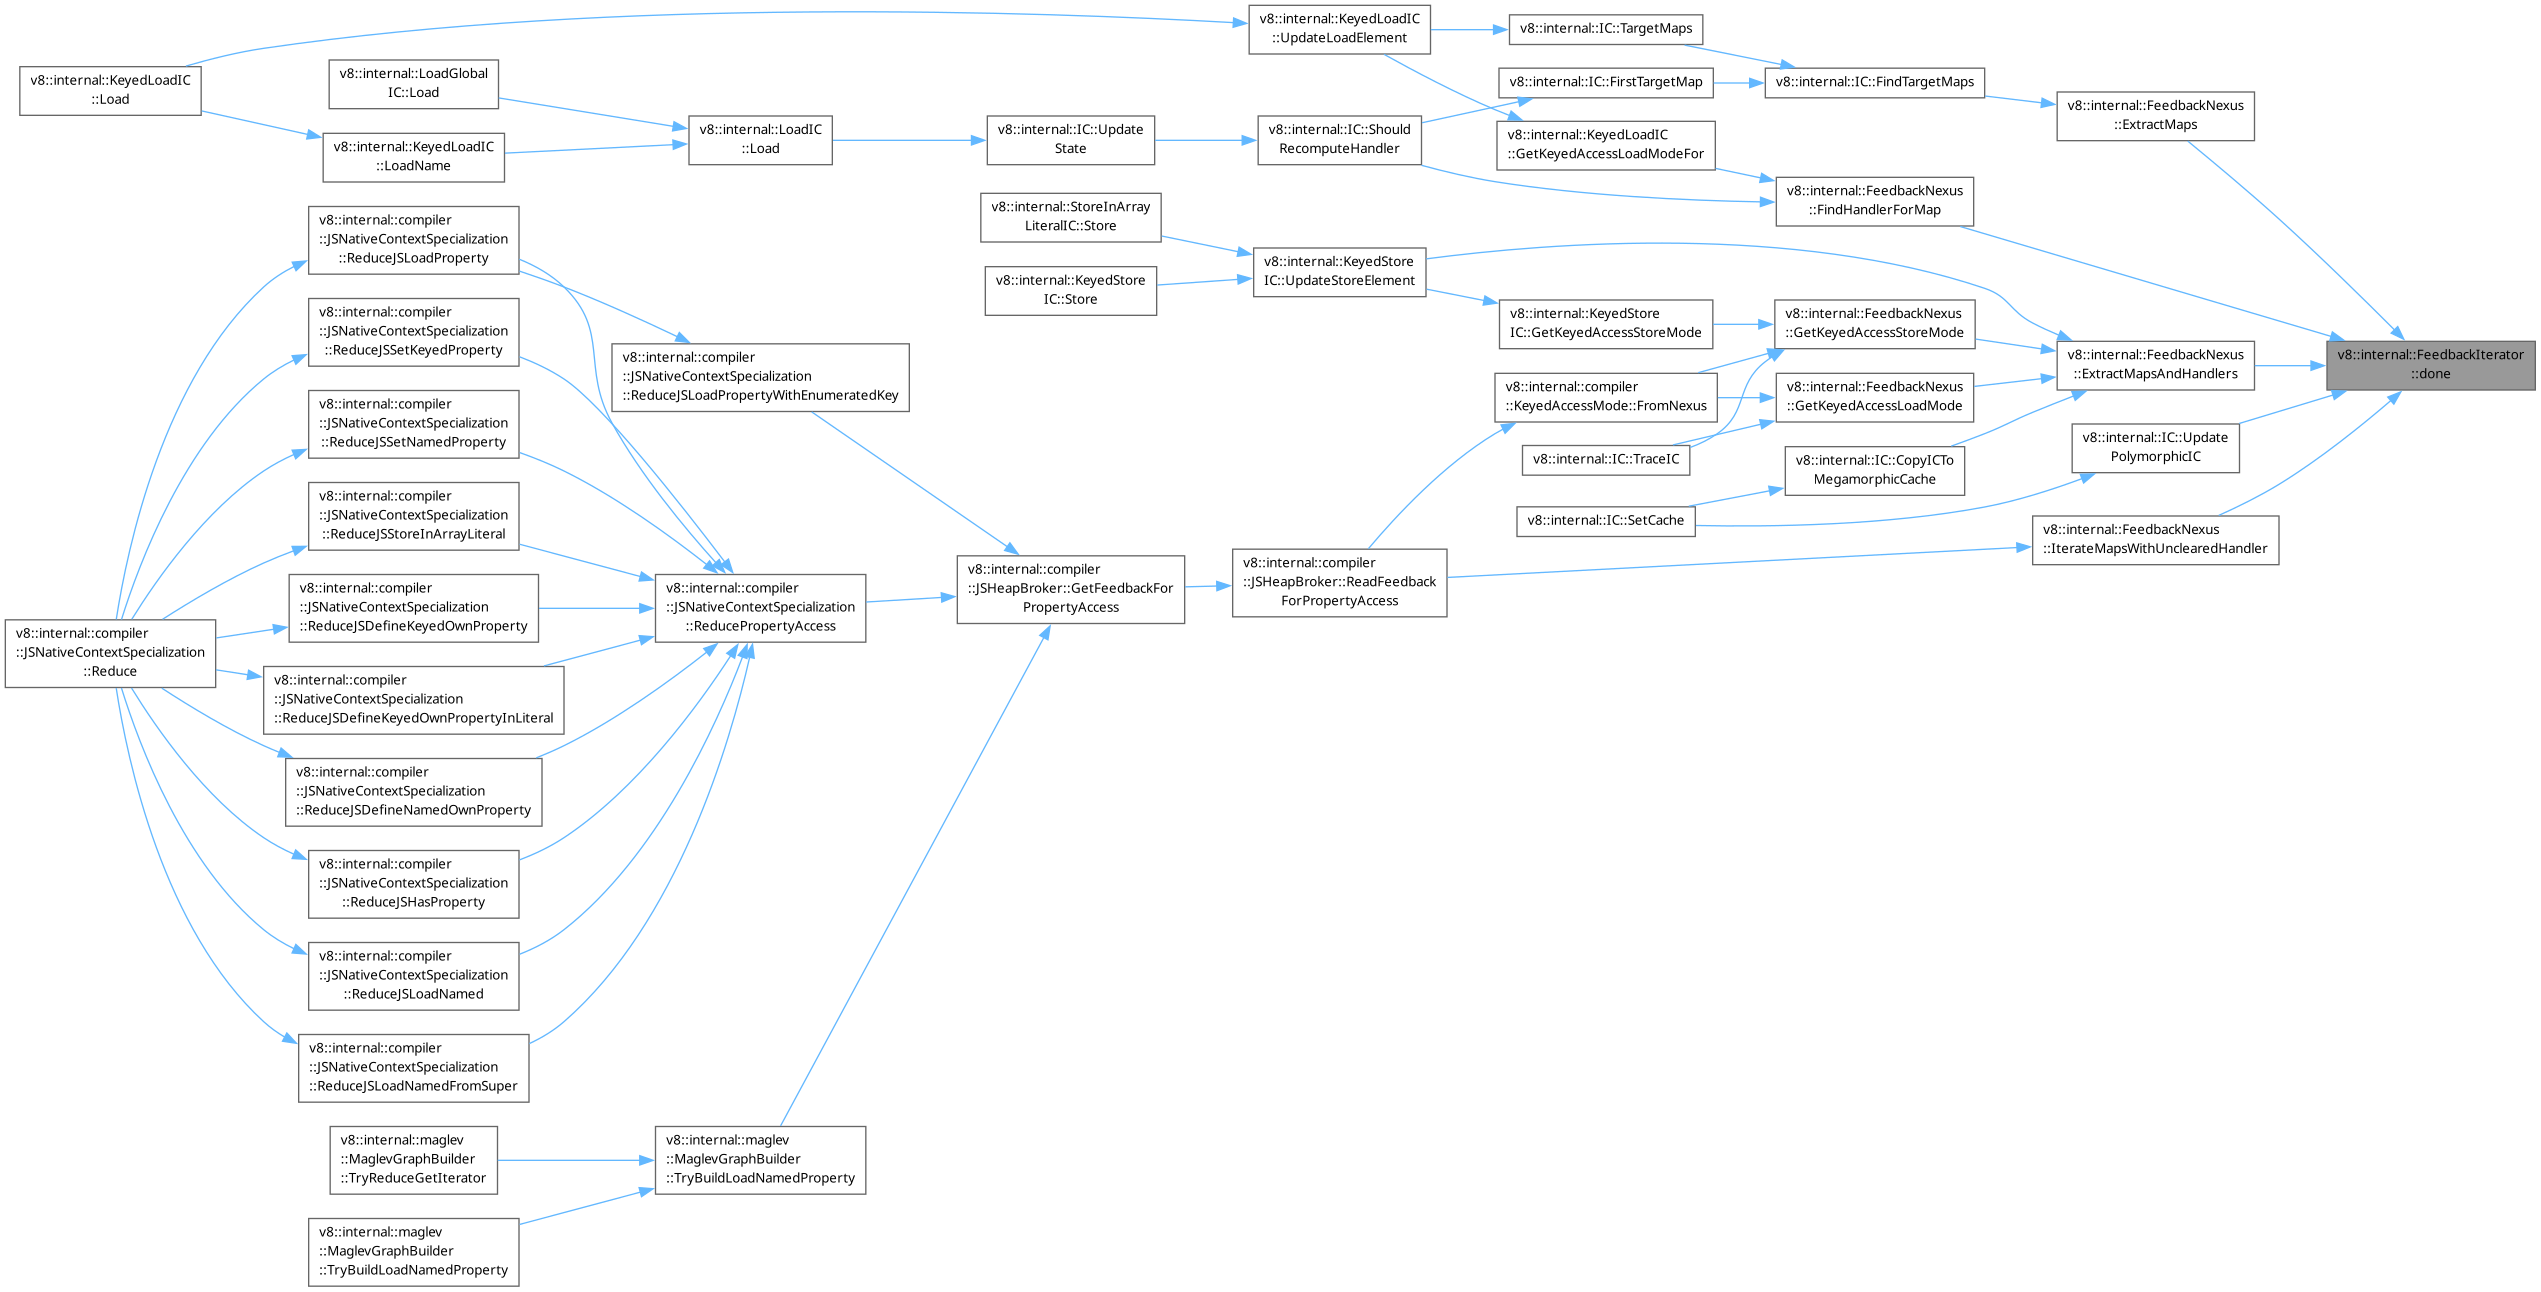 v8::internal::KeyedLoadIC
::Load
v8::internal::LoadGlobal
IC::Load
v8::internal::KeyedLoadIC
::LoadName
v8::internal::compiler
::JSNativeContextSpecialization
::ReduceJSLoadProperty
v8::internal::compiler
::JSNativeContextSpecialization
::ReduceJSSetKeyedProperty
v8::internal::compiler
::JSNativeContextSpecialization
::ReduceJSSetNamedProperty
v8::internal::compiler
::JSNativeContextSpecialization
::ReduceJSStoreInArrayLiteral
v8::internal::compiler
::JSNativeContextSpecialization
::ReduceJSDefineKeyedOwnProperty
v8::internal::compiler
::JSNativeContextSpecialization
::Reduce
v8::internal::compiler
::JSNativeContextSpecialization
::ReduceJSDefineKeyedOwnPropertyInLiteral
v8::internal::compiler
::JSNativeContextSpecialization
::ReduceJSDefineNamedOwnProperty
v8::internal::compiler
::JSNativeContextSpecialization
::ReduceJSHasProperty
v8::internal::compiler
::JSNativeContextSpecialization
::ReduceJSLoadNamed
v8::internal::compiler
::JSNativeContextSpecialization
::ReduceJSLoadNamedFromSuper
v8::internal::maglev
::MaglevGraphBuilder
::TryReduceGetIterator
v8::internal::maglev
::MaglevGraphBuilder
::TryBuildLoadNamedProperty
v8::internal::LoadIC
::Load
v8::internal::compiler
::JSNativeContextSpecialization
::ReduceJSLoadPropertyWithEnumeratedKey
v8::internal::compiler
::JSNativeContextSpecialization
::ReducePropertyAccess
v8::internal::maglev
::MaglevGraphBuilder
::TryBuildLoadNamedProperty
v8::internal::IC::Update
State
v8::internal::StoreInArray
LiteralIC::Store
v8::internal::KeyedStore
IC::Store
v8::internal::compiler
::JSHeapBroker::GetFeedbackFor
PropertyAccess
v8::internal::KeyedLoadIC
::UpdateLoadElement
v8::internal::IC::Should
RecomputeHandler
v8::internal::KeyedStore
IC::UpdateStoreElement
v8::internal::compiler
::JSHeapBroker::ReadFeedback
ForPropertyAccess
v8::internal::IC::TargetMaps
v8::internal::IC::FirstTargetMap
v8::internal::KeyedLoadIC
::GetKeyedAccessLoadModeFor
v8::internal::KeyedStore
IC::GetKeyedAccessStoreMode
v8::internal::compiler
::KeyedAccessMode::FromNexus
v8::internal::IC::TraceIC
v8::internal::IC::SetCache
v8::internal::IC::FindTargetMaps
v8::internal::FeedbackNexus
::FindHandlerForMap
v8::internal::FeedbackNexus
::GetKeyedAccessStoreMode
v8::internal::FeedbackNexus
::GetKeyedAccessLoadMode
v8::internal::IC::CopyICTo
MegamorphicCache
v8::internal::FeedbackNexus
::ExtractMaps
v8::internal::FeedbackNexus
::ExtractMapsAndHandlers
v8::internal::IC::Update
PolymorphicIC
v8::internal::FeedbackNexus
::IterateMapsWithUnclearedHandler
v8::internal::FeedbackIterator
::done